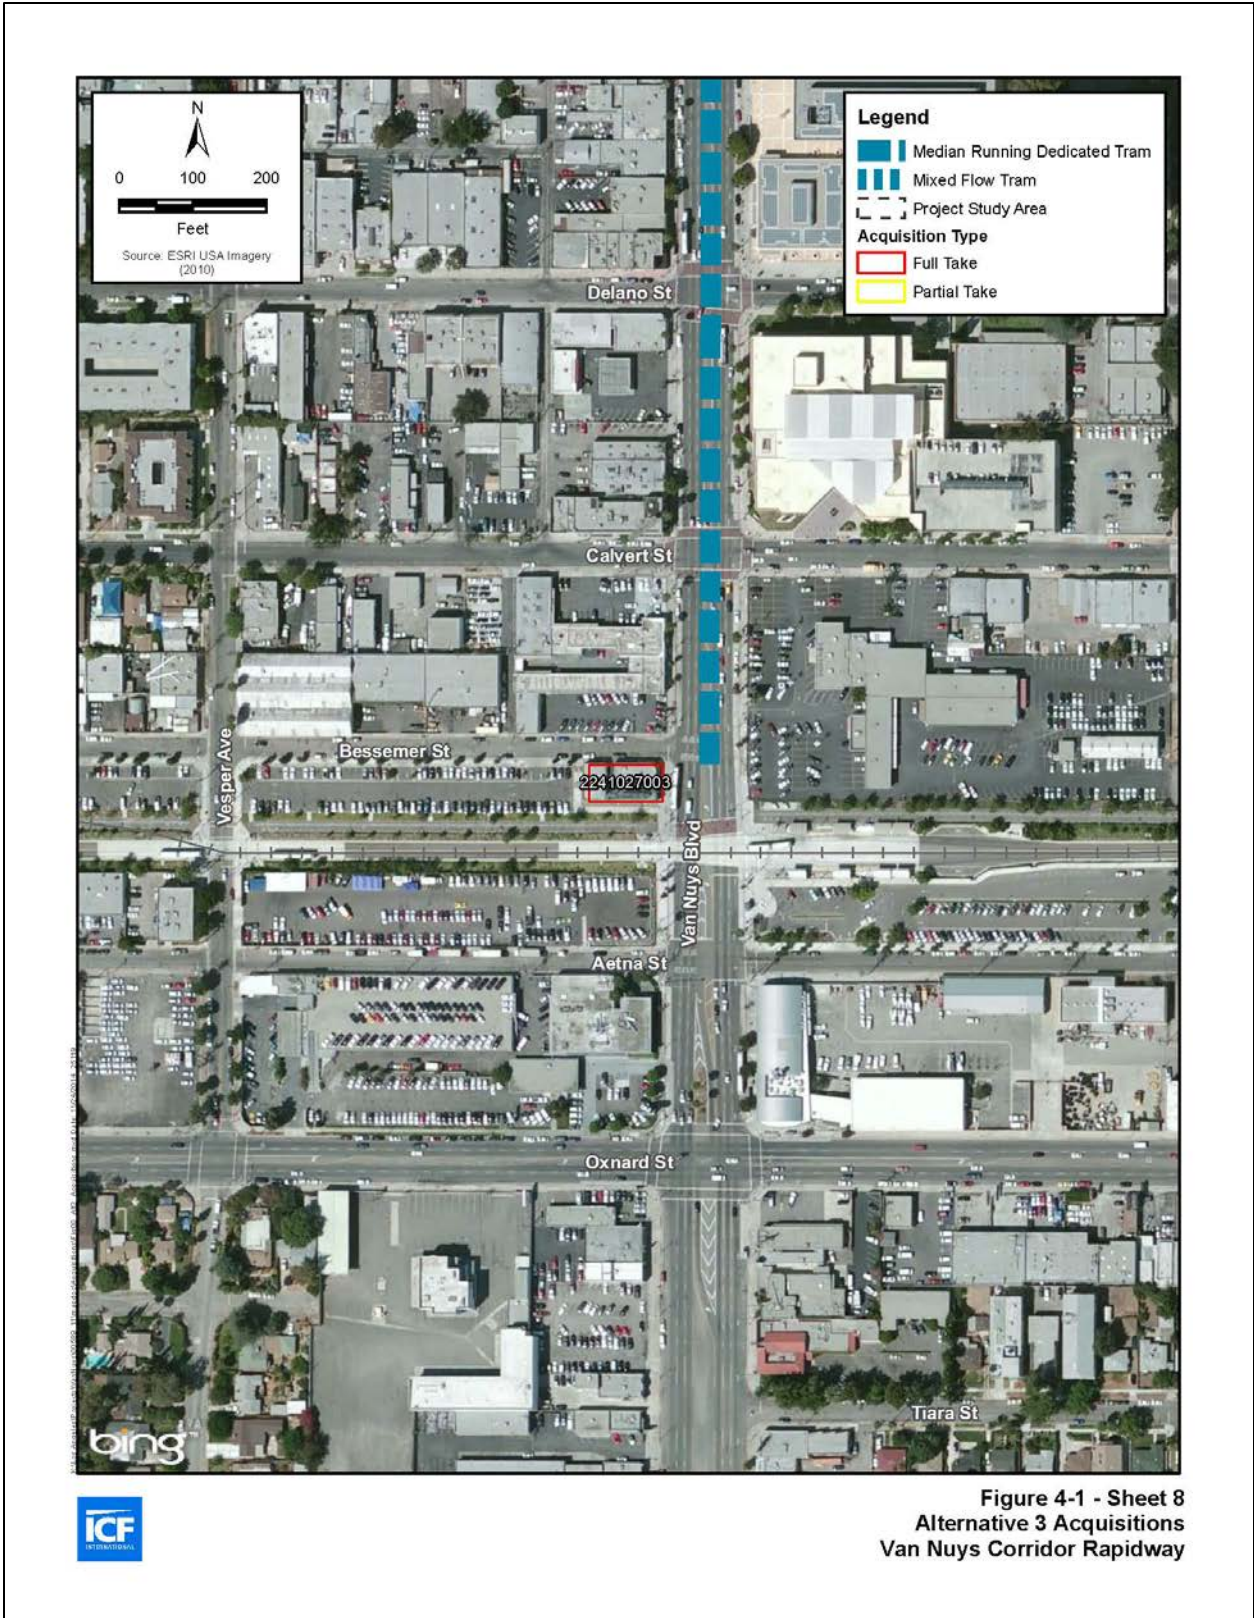 N
0 100 200
Feet
Source: ESRI USA Imagery
(2010)
Legend
Median Running Dedicated Tram
Mixed Flow Tram
Project Study Area
Acquisition Type
Full Take
Partial Take
Delano St
Calvert St
Bessemer St
Vesper Ave
2241027003
Van Nuys Blvd
Aetna St
Oxnard St
Tiara St
bing™
ICF
INTERNATIONAL
Figure 4-1 - Sheet 8
Alternative 3 Acquisitions
Van Nuys Corridor Rapidway